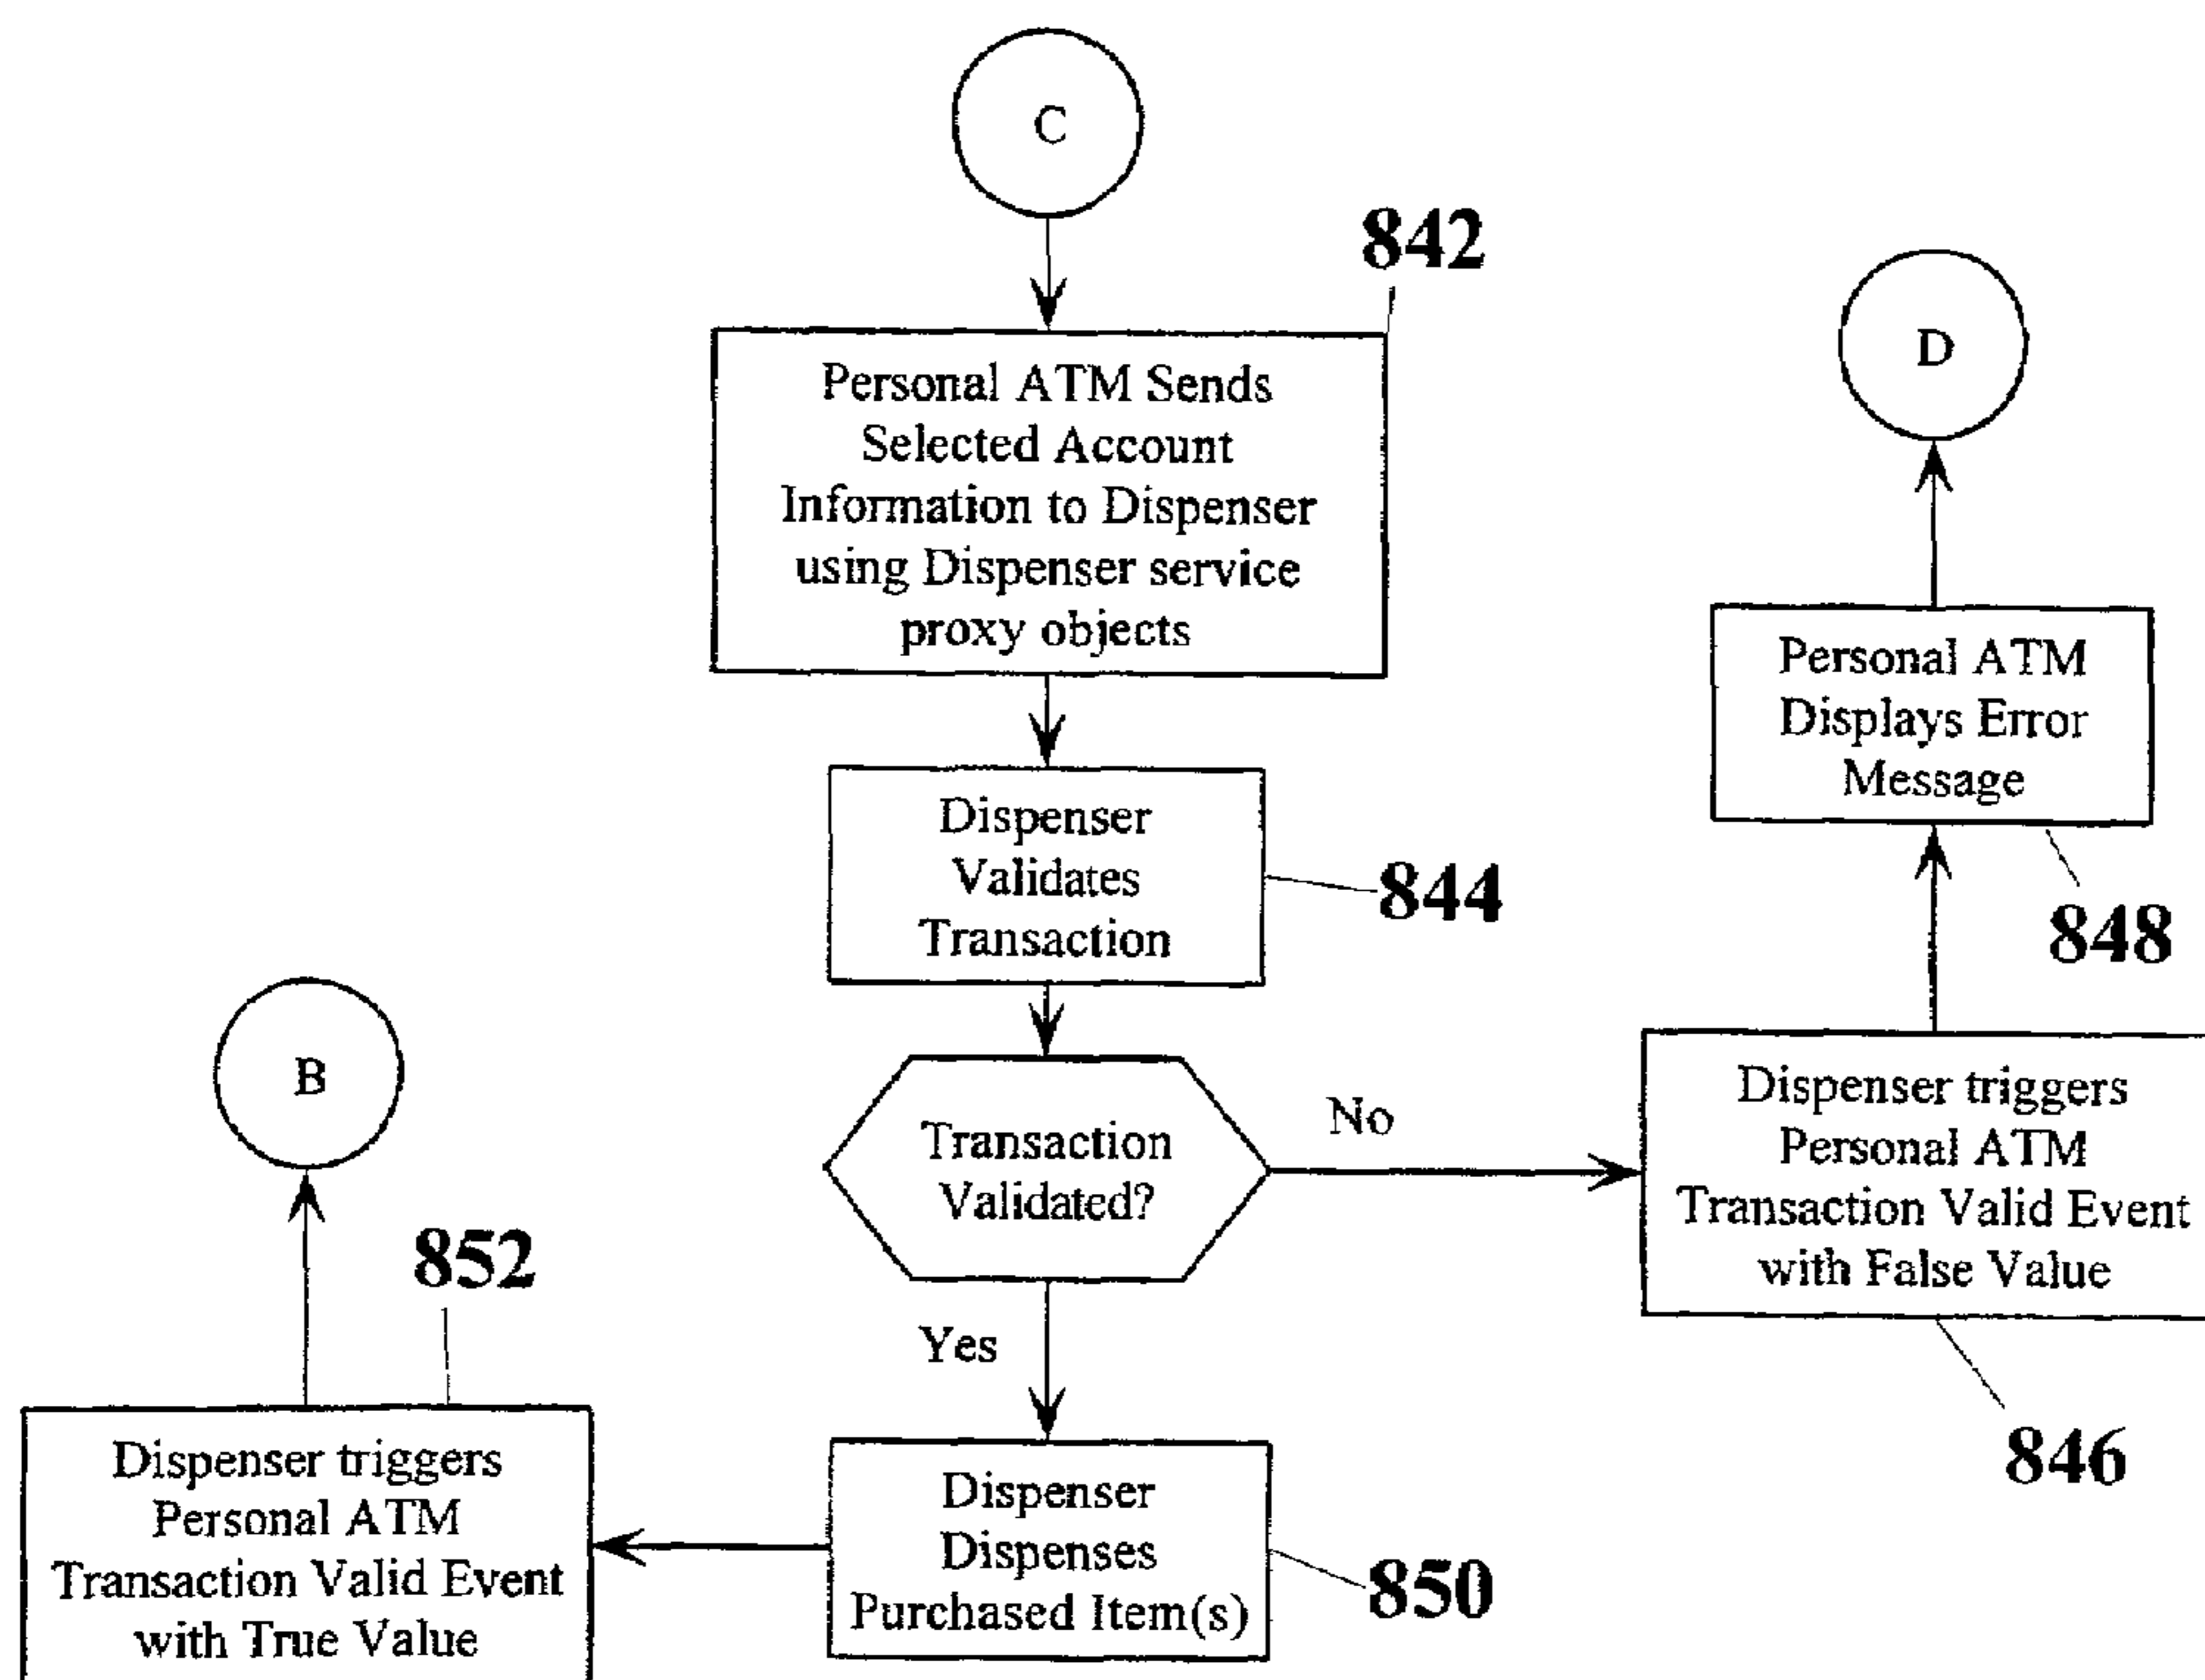 C
842
Personal ATM Sends
Selected Account
Information to Dispenser
using Dispenser service
proxy objects
D
Personal ATM
Displays Error
Message
848
Dispenser
Validates
Transaction
844
B
Transaction
Validated?
No
Dispenser triggers
Personal ATM
Transaction Valid Event
with False Value
846
Yes
852
Dispenser triggers
Personal ATM
Transaction Valid Event
with True Value
Dispenser
Dispenses
Purchased Item(s)
850